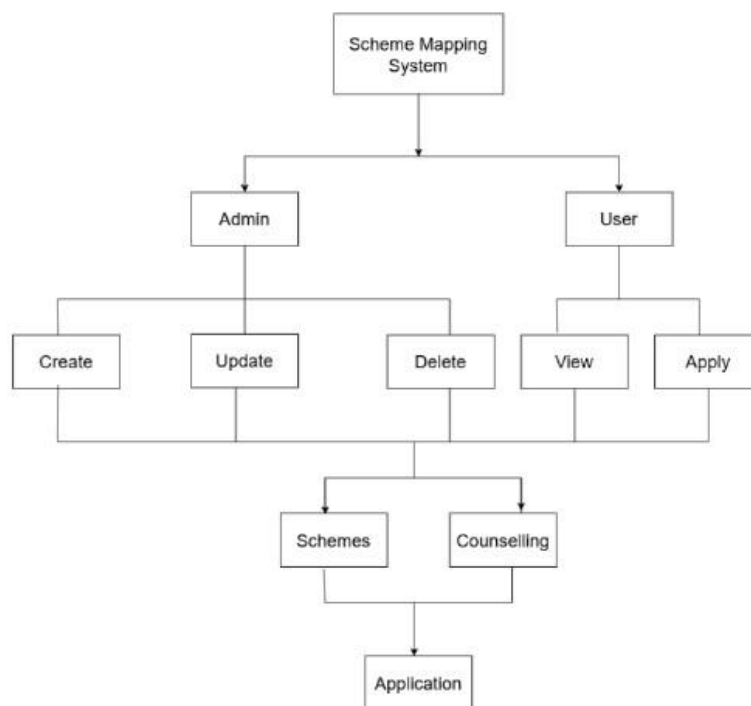 Scheme Mapping
System
Admin
User
Create
Update
Delete
View
Apply
Schemes
Counselling
Application